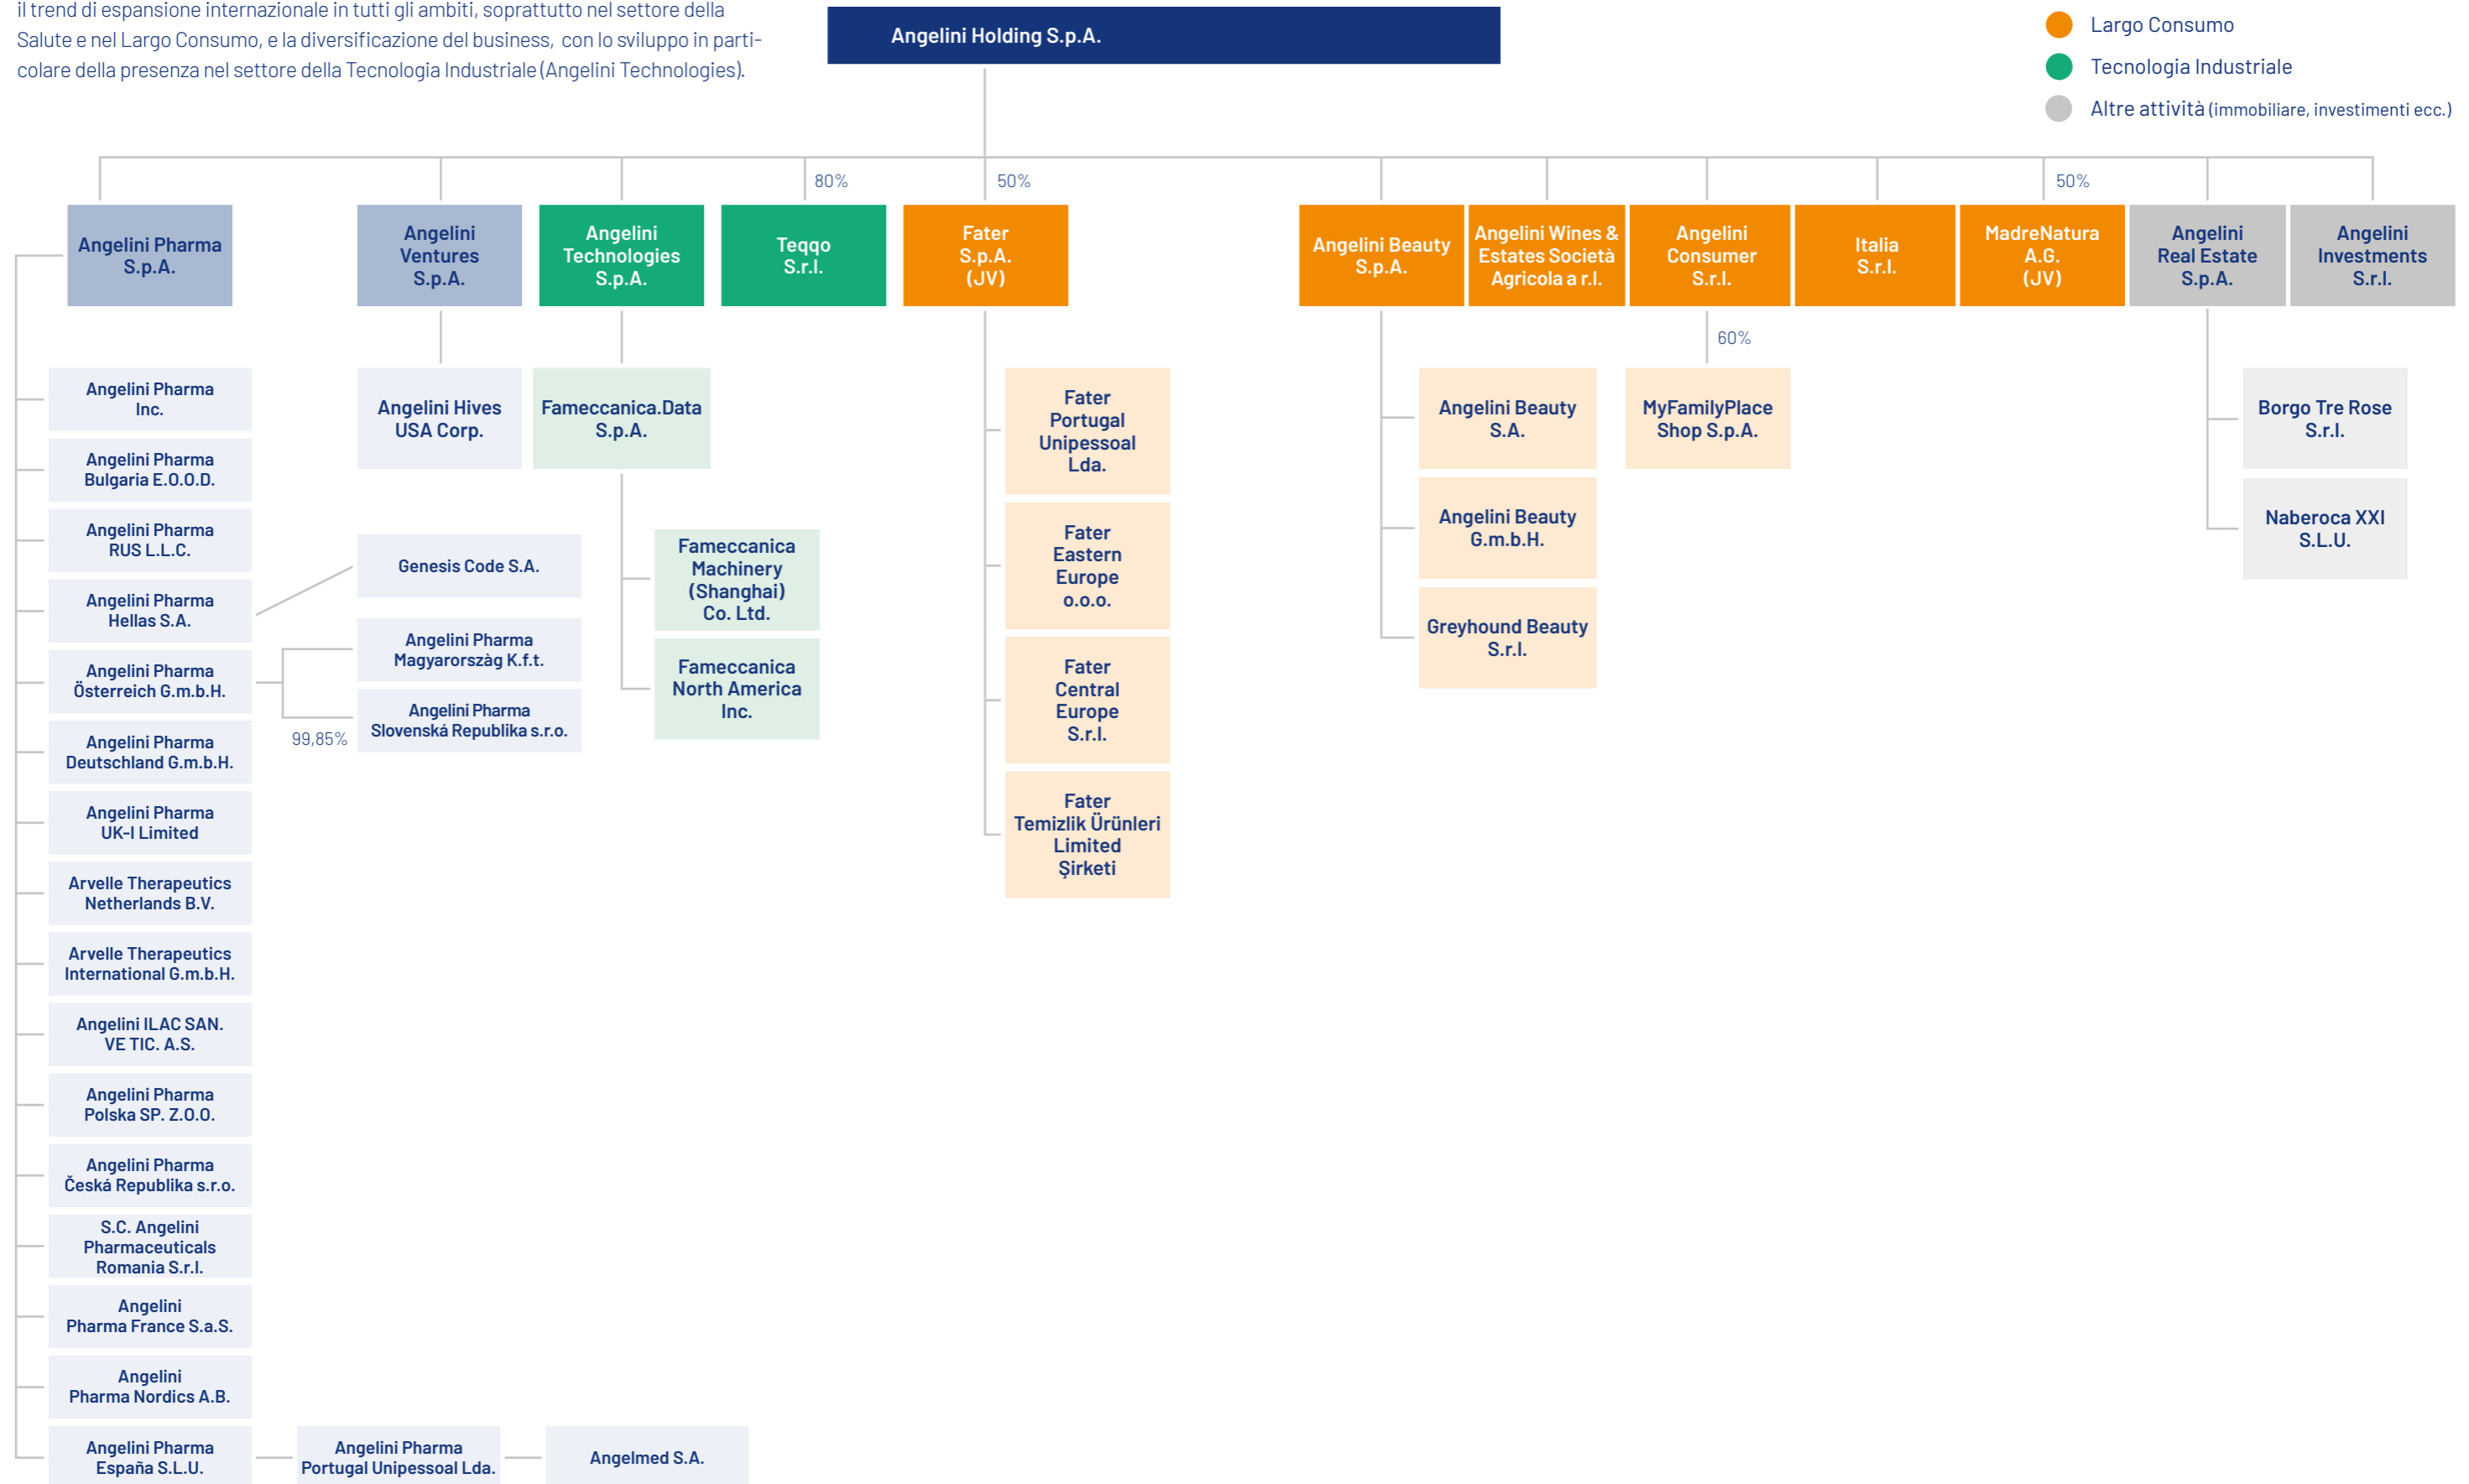 il trend di espansione internazionale in tutti gli ambiti, soprattutto nel settore della
Salute e nel Largo Consumo, e la diversificazione del business, con lo sviluppo in parti-
colare della presenza nel settore della Tecnologia Industriale (Angelini Technologies).
Angelini Holding S.p.A.
Largo Consumo
Tecnologia Industriale
Altre attività (immobiliare, investimenti ecc.)
80%
50%
50%
Angelini Pharma
S.p.A.
Angelini
Ventures
S.p.A.
Angelini
Technologies
S.p.A.
Teqqo
S.r.l.
Fater
S.p.A.
(JV)
Angelini Beauty
S.p.A.
Angelini Wines &
Estates Società
Agricola a r.l.
Angelini
Consumer
S.r.l.
Italia
S.r.l.
MadreNatura
A.G.
(JV)
Angelini
Real Estate
S.p.A.
Angelini
Investments
S.r.l.
60%
Angelini Pharma
Inc.
Angelini Pharma
Bulgaria E.O.O.D.
Angelini Pharma
RUS L.L.C.
Angelini Pharma
Hellas S.A.
Angelini Pharma
Österreich G.m.b.H.
Angelini Pharma
Deutschland G.m.b.H.
Angelini Pharma
UK-I Limited
Arvelle Therapeutics
Netherlands B.V.
Arvelle Therapeutics
International G.m.b.H.
Angelini ILAC SAN.
VE TIC. A.S.
Angelini Pharma
Polska SP. Z.O.O.
Angelini Pharma
Česká Republika s.r.o.
S.C. Angelini
Pharmaceuticals
Romania S.r.l.
Angelini
Pharma France S.a.S.
Angelini
Pharma Nordics A.B.
Angelini Pharma
España S.L.U.
Angelini Pharma
Portugal Unipessoal Lda.
Angelmed S.A.
Angelini Hives
USA Corp.
Genesis Code S.A.
Angelini Pharma
Magyarorszàg K.f.t.
Angelini Pharma
Slovenská Republika s.r.o.
99,85%
Fameccanica.Data
S.p.A.
Fameccanica
Machinery
(Shanghai)
Co. Ltd.
Fameccanica
North America
Inc.
Fater
Portugal
Unipessoal
Lda.
Fater
Eastern
Europe
o.o.o.
Fater
Central
Europe
S.r.l.
Fater
Temizlik Ürünleri
Limited
Şirketi
Angelini Beauty
S.A.
Angelini Beauty
G.m.b.H.
Greyhound Beauty
S.r.l.
MyFamilyPlace
Shop S.p.A.
Borgo Tre Rose
S.r.l.
Naberoca XXI
S.L.U.